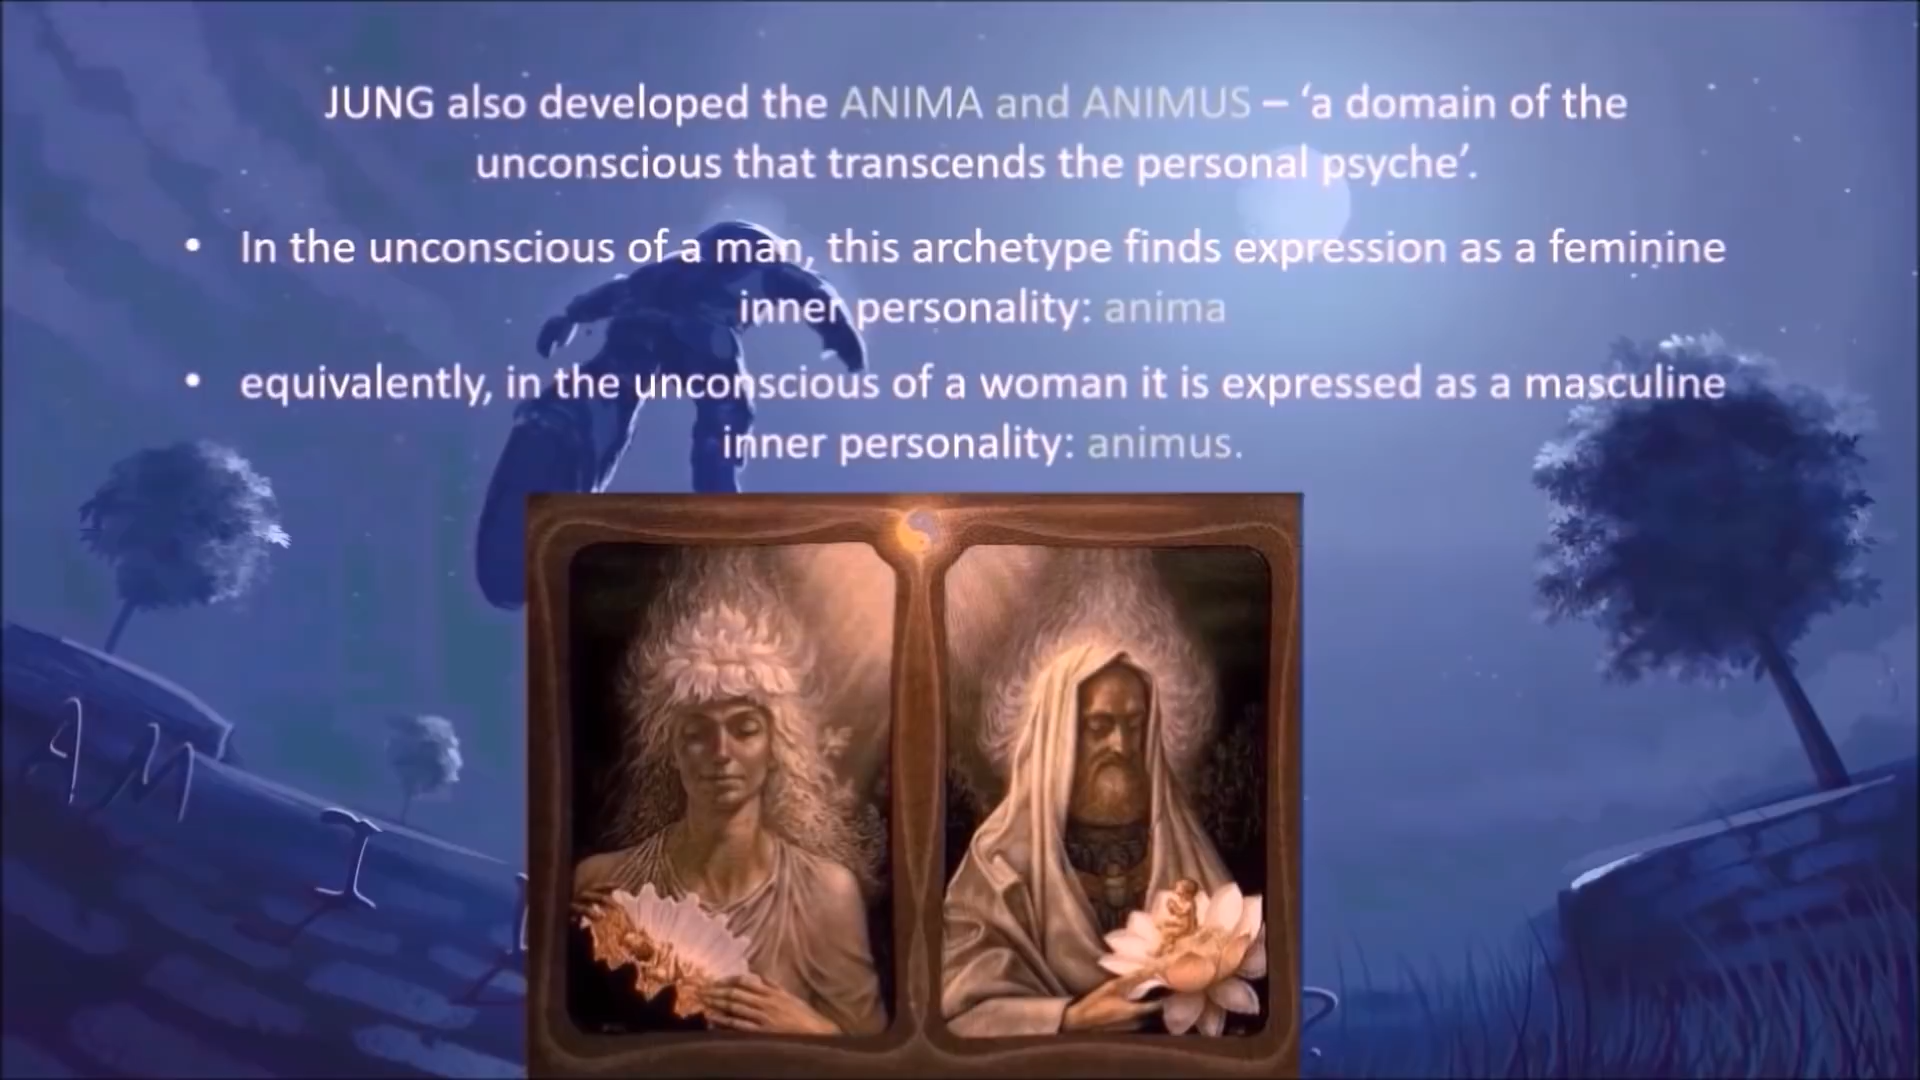 JUNG also developed the ANIMA and ANIMUS – ‘a domain of the
unconscious that transcends the personal psyche’.
• In the unconscious of a man, this archetype finds expression as a feminine
inner personality: anima
• equivalently, in the unconscious of a woman it is expressed as a masculine
inner personality: animus.
AM
I
?